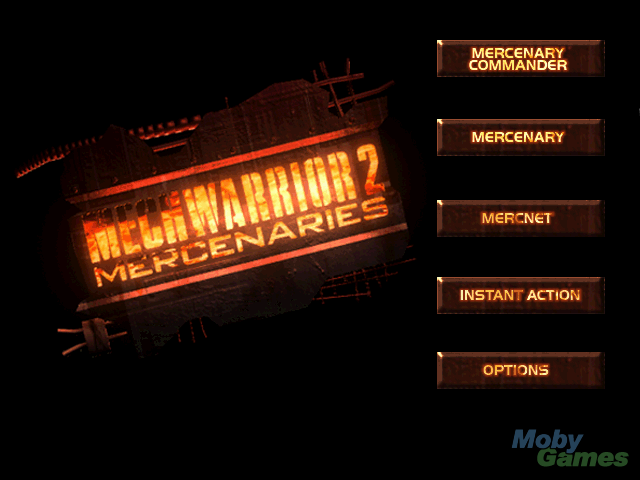 MECHWARRIOR 2
MERCENARIES
MERCENARY
COMMANDER
MERCENARY
MERCNET
INSTANT ACTION
OPTIONS
Moby
Games